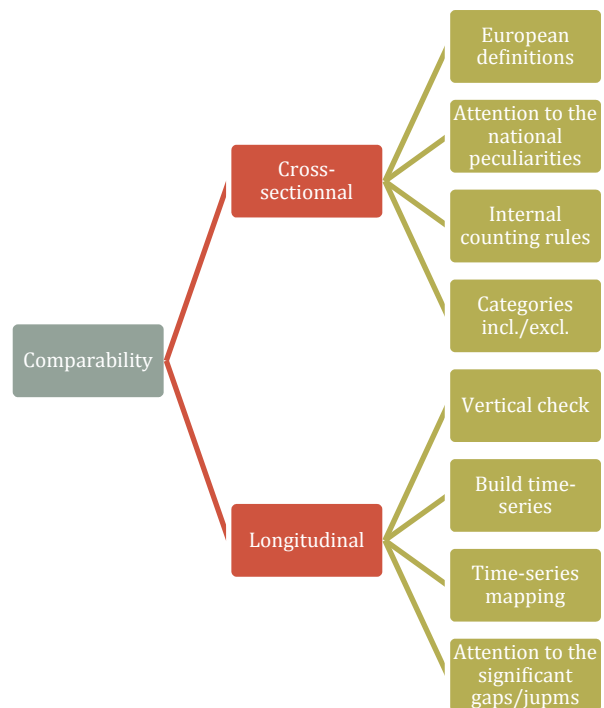 Comparability
Cross-
sectionnal
European
definitions
Attention to the
national
peculiarities
Internal
counting rules
Categories
incl./excl.
Longitudinal
Vertical check
Build time-
series
Time-series
mapping
Attention to the
significant
gaps/jupms